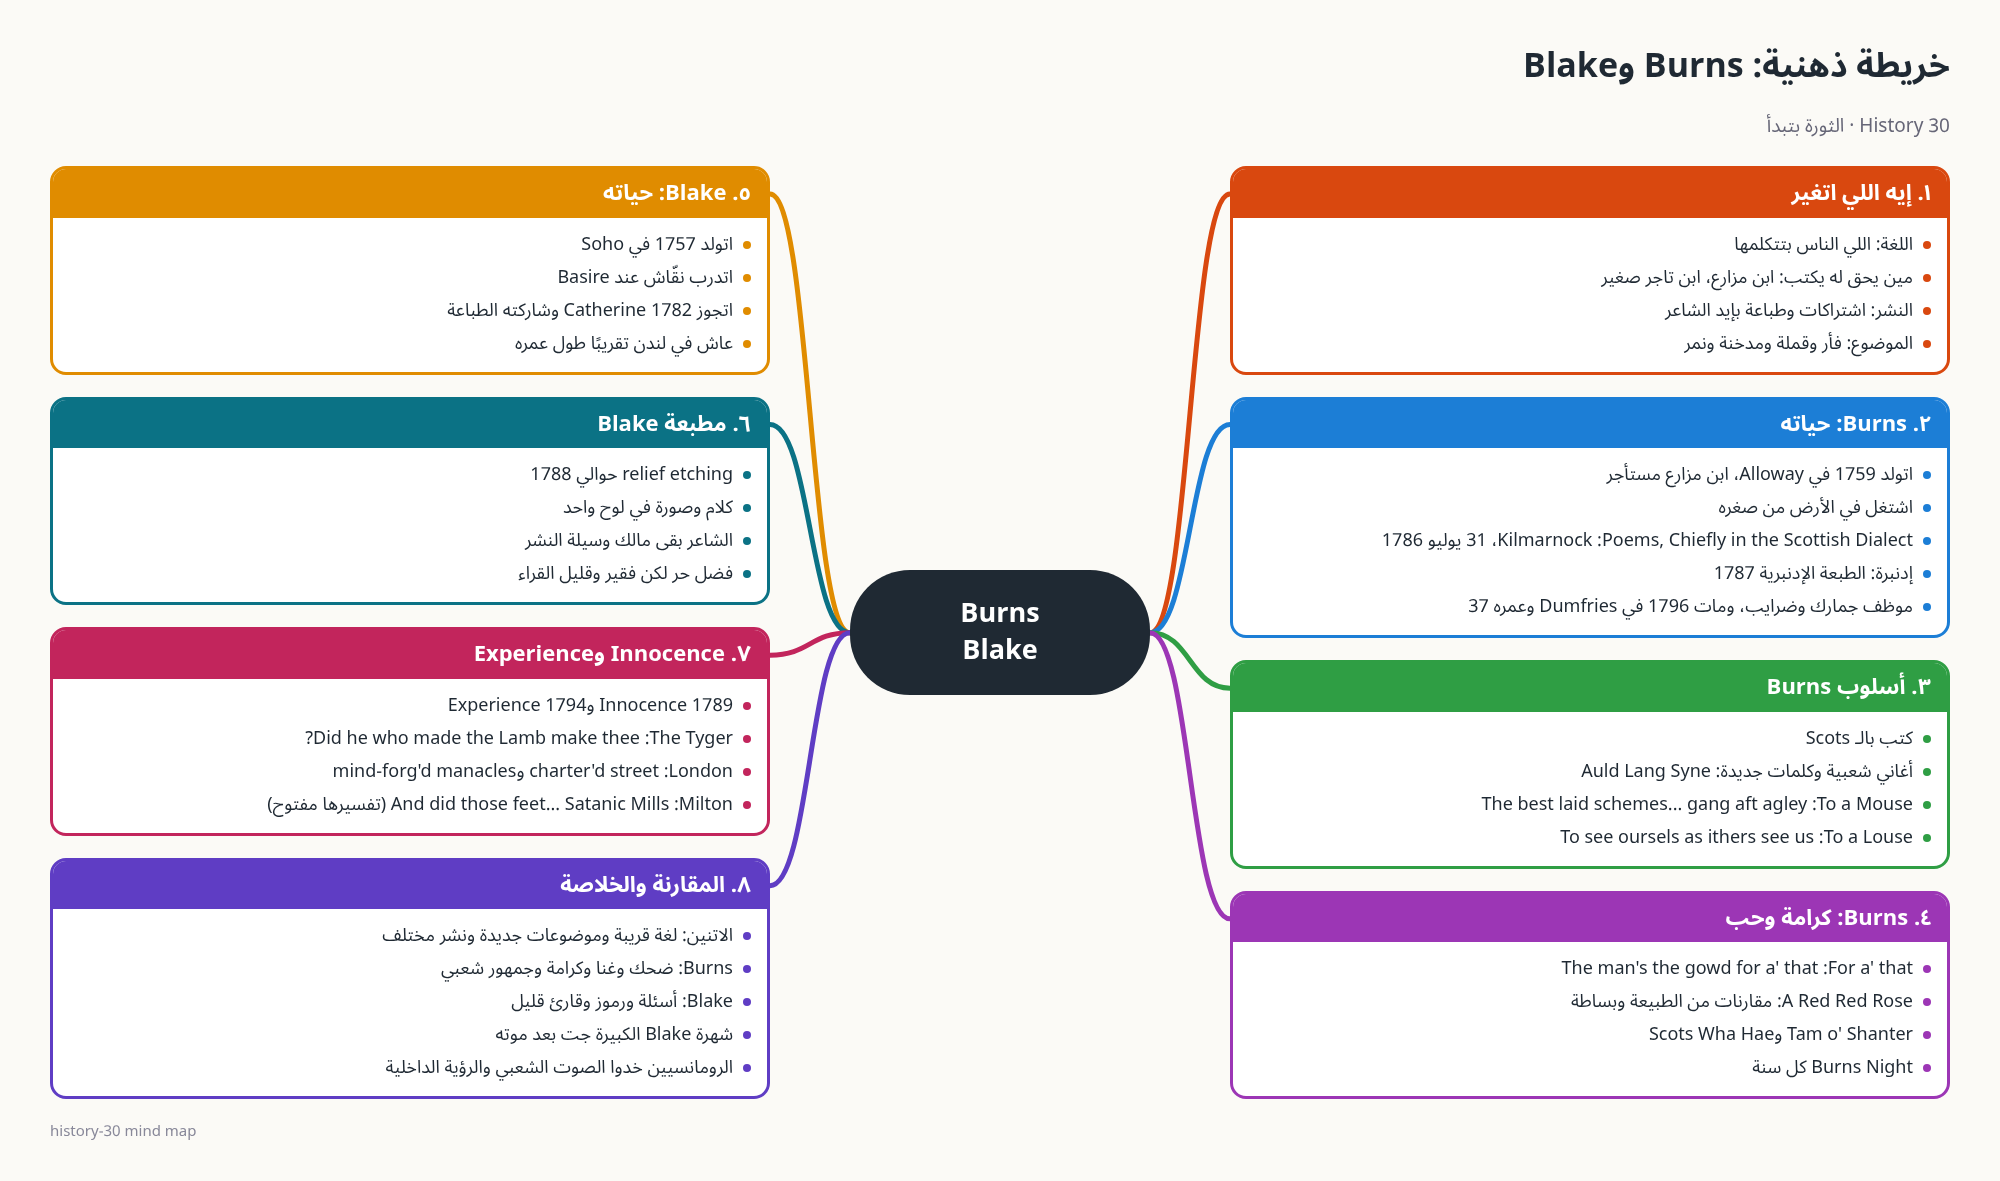 خريطة ذهنية: Burns وBlake
History 30 · الثورة بتبدأ
١. إيه اللي اتغير
اللغة: اللي الناس بتتكلمها
مين يحق له يكتب: ابن مزارع، ابن تاجر صغير
النشر: اشتراكات وطباعة بإيد الشاعر
الموضوع: فأر وقملة ومدخنة ونمر
٢. Burns: حياته
اتولد 1759 في Alloway، ابن مزارع مستأجر
اشتغل في الأرض من صغره
Kilmarnock :Poems, Chiefly in the Scottish Dialect، 31 يوليو 1786
إدنبرة: الطبعة الإدنبرية 1787
موظف جمارك وضرايب، ومات 1796 في Dumfries وعمره 37
٣. أسلوب Burns
كتب بالـ Scots
أغاني شعبية وكلمات جديدة: Auld Lang Syne
To a Mouse: The best laid schemes... gang aft agley
To a Louse: To see oursels as ithers see us
٤. Burns: كرامة وحب
For a' that: The man's the gowd for a' that
A Red Red Rose: مقارنات من الطبيعة وبساطة
Tam o' Shanter وScots Wha Hae
Burns Night كل سنة
Burns
Blake
٥. Blake: حياته
اتولد 1757 في Soho
اتدرب نقّاش عند Basire
اتجوز Catherine 1782 وشاركته الطباعة
عاش في لندن تقريبًا طول عمره
٦. مطبعة Blake
relief etching حوالي 1788
كلام وصورة في لوح واحد
الشاعر بقى مالك وسيلة النشر
فضل حر لكن فقير وقليل القراء
٧. Innocence وExperience
Innocence 1789 وExperience 1794
The Tyger: Did he who made the Lamb make thee?
London: charter'd street وmind-forg'd manacles
Milton: And did those feet... Satanic Mills (تفسيرها مفتوح)
٨. المقارنة والخلاصة
الاتنين: لغة قريبة وموضوعات جديدة ونشر مختلف
Burns: ضحك وغنا وكرامة وجمهور شعبي
Blake: أسئلة ورموز وقارئ قليل
شهرة Blake الكبيرة جت بعد موته
الرومانسيين خدوا الصوت الشعبي والرؤية الداخلية
history-30 mind map